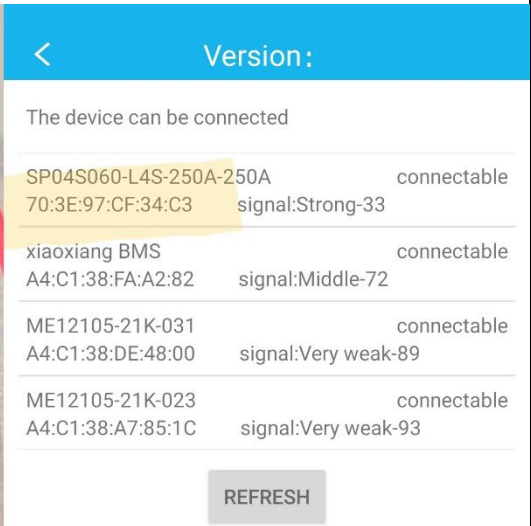 Version:
The device can be connected
SP04S060-L4S-250A-250A connectable
70:3E:97:CF:34:C3 signal:Strong-33
xiaoxiang BMS connectable
A4:C1:38:FA:A2:82 signal:Middle-72
ME12105-21K-031 connectable
A4:C1:38:DE:48:00 signal:Very weak-89
ME12105-21K-023 connectable
A4:C1:38:A7:85:1C signal:Very weak-93
REFRESH